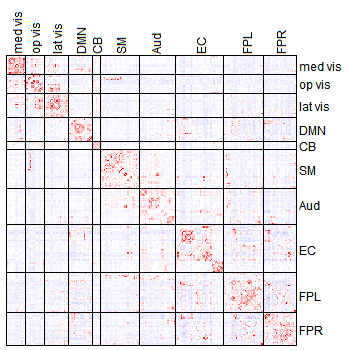 med vis
op vis
lat vis
DMN
CB
SM
Aud
EC
FPL
FPR
med vis
op vis
lat vis
DMN
CB
SM
Aud
EC
FPL
FPR